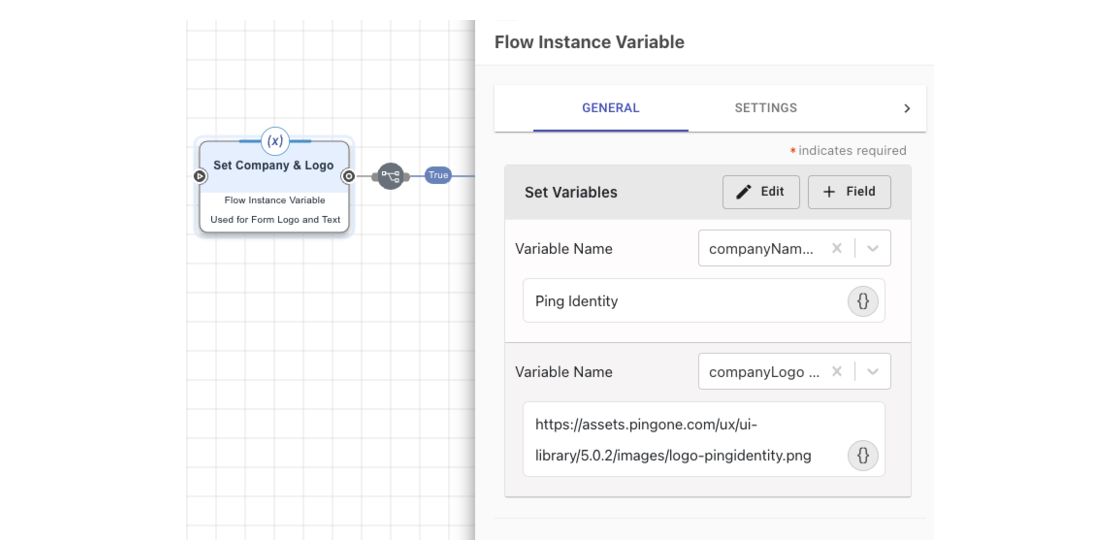 Flow Instance Variable
GENERAL
SETTINGS
* indicates required
(x)
Set Company & Logo
Flow Instance Variable
Used for Form Logo and Text
True
Set Variables
Edit
+ Field
Variable Name
companyNam...
Ping Identity
{}
Variable Name
companyLogo ...
https://assets.pingone.com/ux/ui-
library/5.0.2/images/logo-pingidentity.png
{}